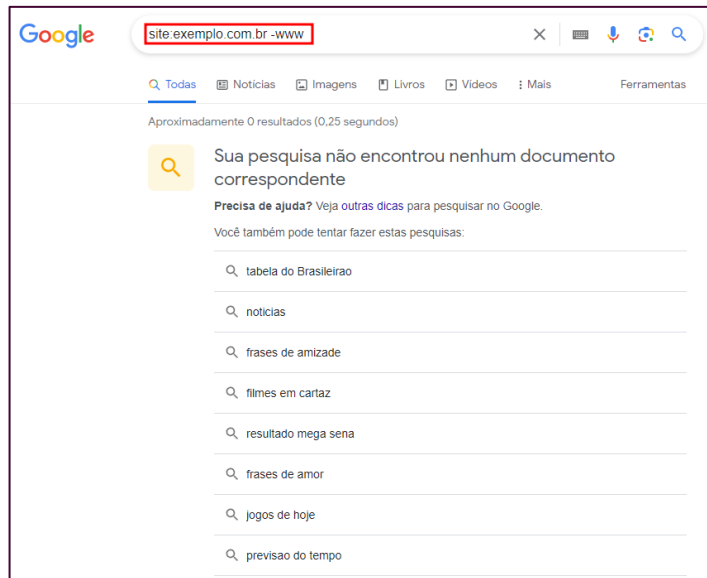 Google
site:exemplo.com.br -www
Todas Notícias Imagens Livros Vídeos Mais Ferramentas
Aproximadamente 0 resultados (0,25 segundos)
Sua pesquisa não encontrou nenhum documento
correspondente
Precisa de ajuda? Veja outras dicas para pesquisar no Google.
Você também pode tentar fazer estas pesquisas:
tabela do Brasileirao
noticias
frases de amizade
filmes em cartaz
resultado mega sena
frases de amor
jogos de hoje
previsao do tempo